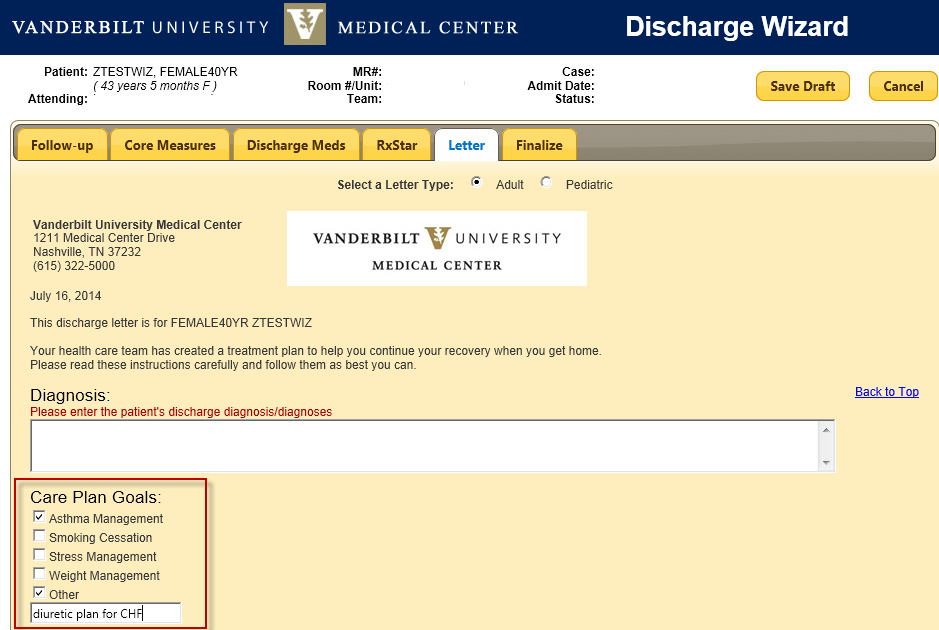 VANDERBILT UNIVERSITY MEDICAL CENTER Discharge Wizard
Patient: ZTESTWIZ, FEMALE40YR MR#: Case:
( 43 years 5 months F ) Room #/Unit: Admit Date:
Attending: Team: Status:
Save Draft Cancel
Follow-up Core Measures Discharge Meds RxStar Letter Finalize
Select a Letter Type: Adult Pediatric
Vanderbilt University Medical Center
1211 Medical Center Drive
Nashville, TN 37232
(615) 322-5000
VANDERBILT UNIVERSITY
MEDICAL CENTER
July 16, 2014
This discharge letter is for FEMALE40YR ZTESTWIZ
Your health care team has created a treatment plan to help you continue your recovery when you get home.
Please read these instructions carefully and follow them as best you can.
Diagnosis:
Back to Top
Please enter the patient's discharge diagnosis/diagnoses
Care Plan Goals:
Asthma Management
Smoking Cessation
Stress Management
Weight Management
Other
diuretic plan for CHF